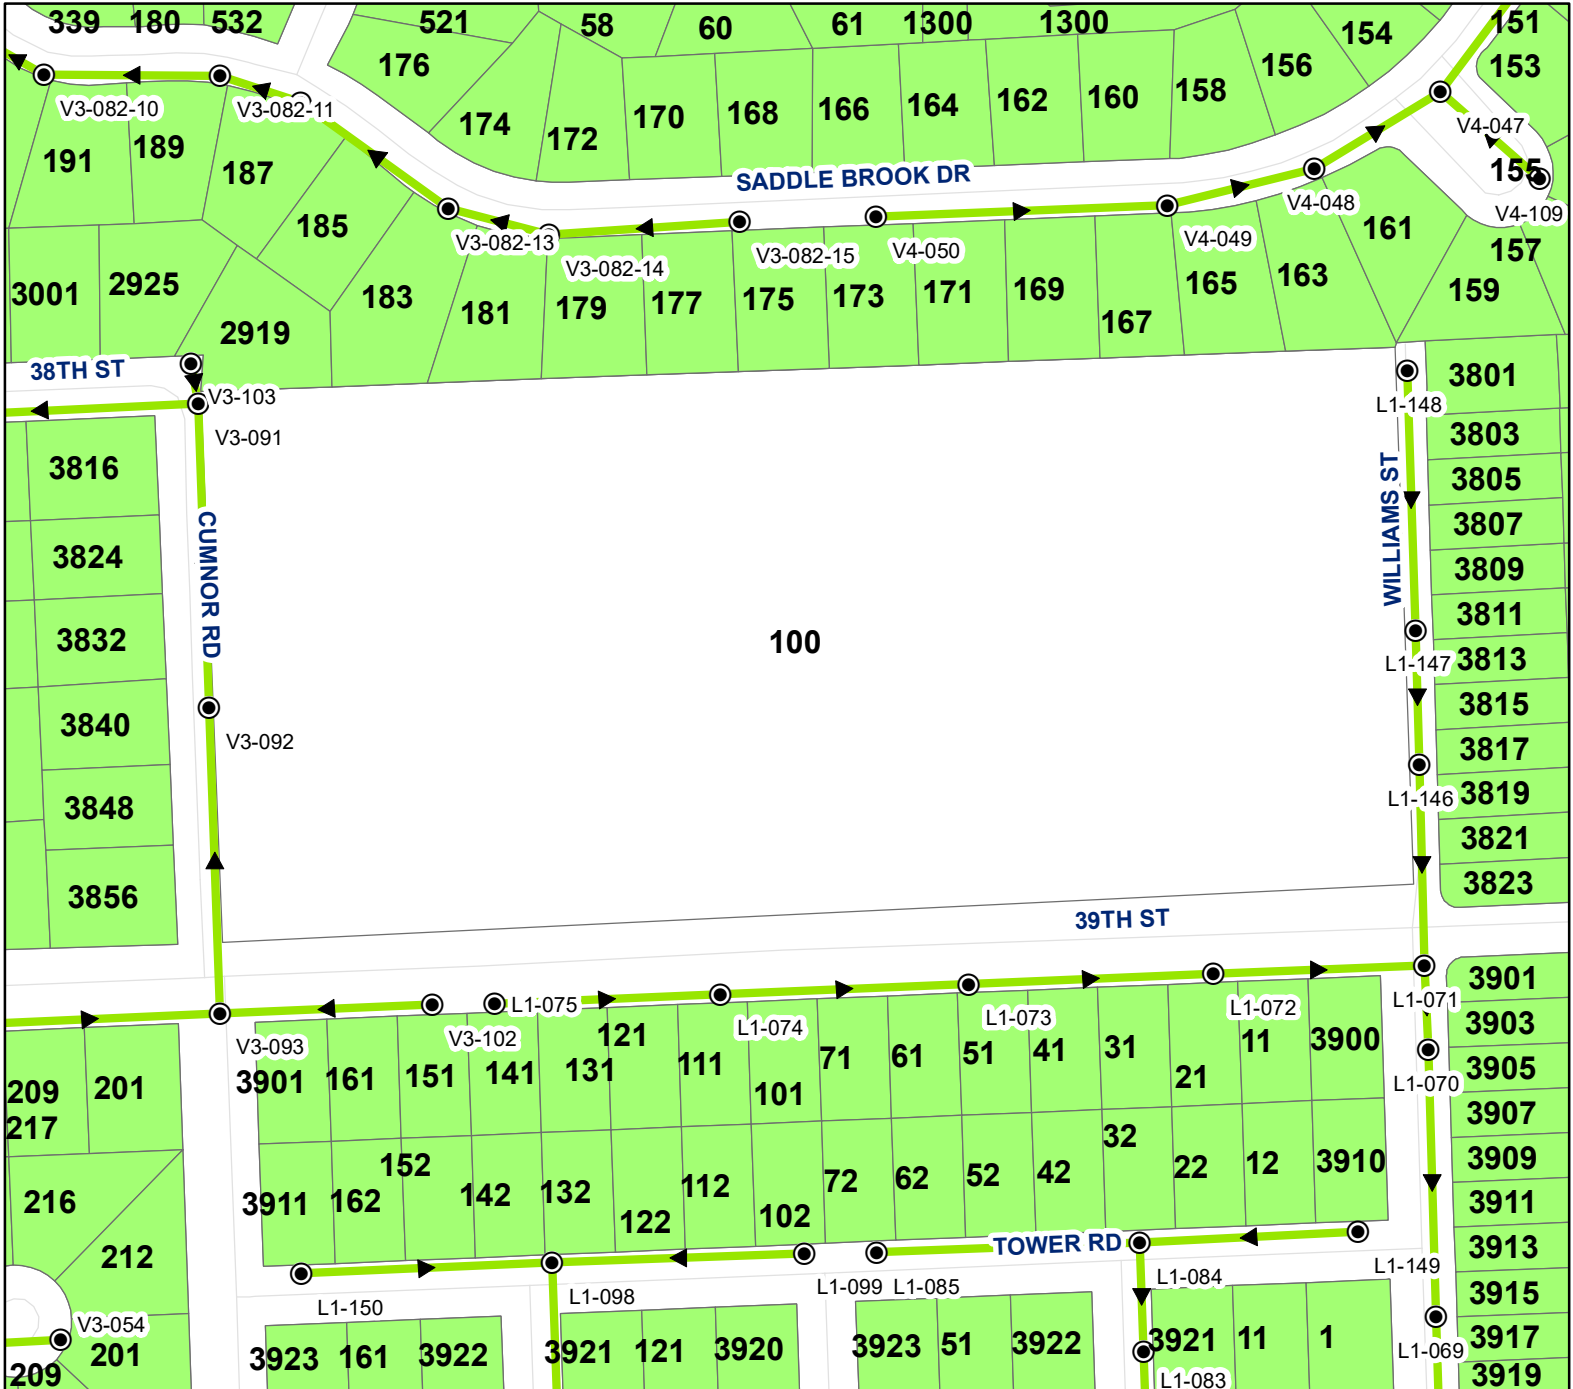 339 180 532 521 58 60 61 1300 1300 154 151
176 156 153
V3-082-10 V3-082-11 174 172 170 168 166 164 162 160 158 V4-047
191 189 187 SADDLE BROOK DR 155
185 V3-082-13 V3-082-14 V3-082-15 V4-050 V4-049 V4-048 161 V4-109
157
3001 2925 183 181 179 177 175 173 171 169 167 165 163 159
2919
38TH ST V3-103 L1-148 3801
V3-091 3803
3816 WILLIAMS ST 3805
CUMNOR RD 3807
3824 3809
3811
3832 100 L1-147 3813
3840 V3-092 3815
3817
3848 L1-146 3819
3821
3856 3823
39TH ST
3901
L1-075 L1-074 L1-073 L1-072 L1-071
V3-093 V3-102 3903
3901 161 151 141 131 121 111 101 71 61 51 41 31 21 11 3900 3905
209 201 L1-070
217 3907
3911 162 152 142 132 122 112 102 72 62 52 42 32 22 12 3910 3909
216 3911
212 TOWER RD 3913
L1-150 L1-098 L1-099 L1-085 L1-084 L1-149 3915
V3-054
201 3923 161 3922 3921 121 3920 3923 51 3922 3921 11 1 3917
L1-069
209 L1-083 3919